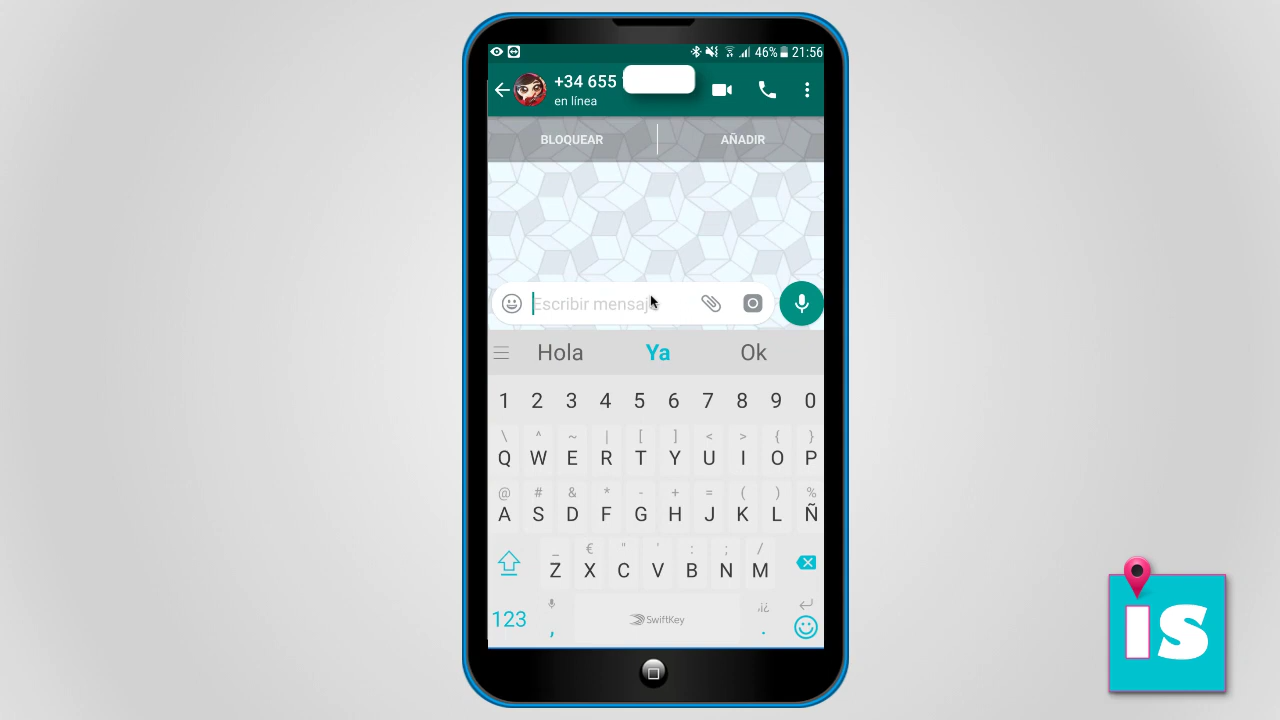 46% 21:56
+34 655
en línea
BLOQUEAR AÑADIR
Escribir mensaje
Hola Ya Ok
1 2 3 4 5 6 7 8 9 0
\ ^ ~ | [ ] < > { }
Q W E R T Y U I O P
@ # & * - + = ( ) %
A S D F G H J K L Ñ
_ € " ' : ; /
Z X C V B N M
,¡¿
123 , SwiftKey .
IS